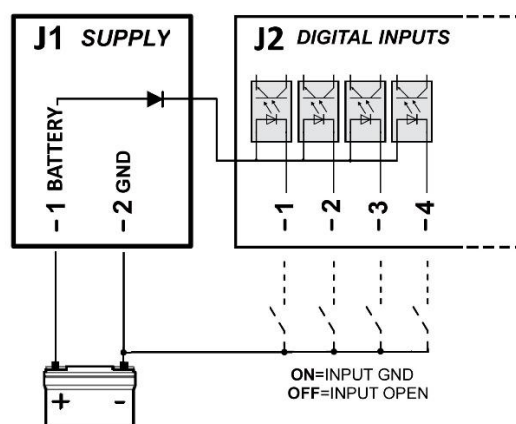 J1 SUPPLY
J2 DIGITAL INPUTS
-1 BATTERY
-2 GND
-1
-2
-3
-4
ON=INPUT GND
OFF=INPUT OPEN
+ -